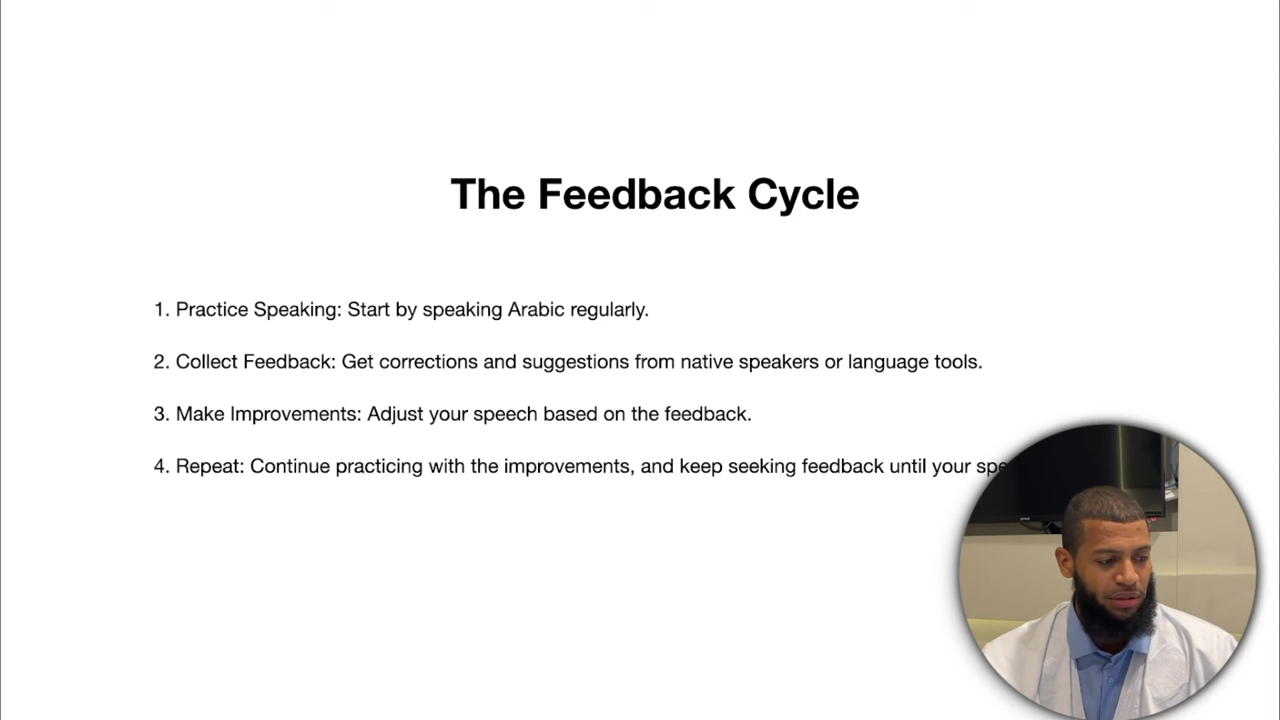 The Feedback Cycle
1. Practice Speaking: Start by speaking Arabic regularly.
2. Collect Feedback: Get corrections and suggestions from native speakers or language tools.
3. Make Improvements: Adjust your speech based on the feedback.
4. Repeat: Continue practicing with the improvements, and keep seeking feedback until your